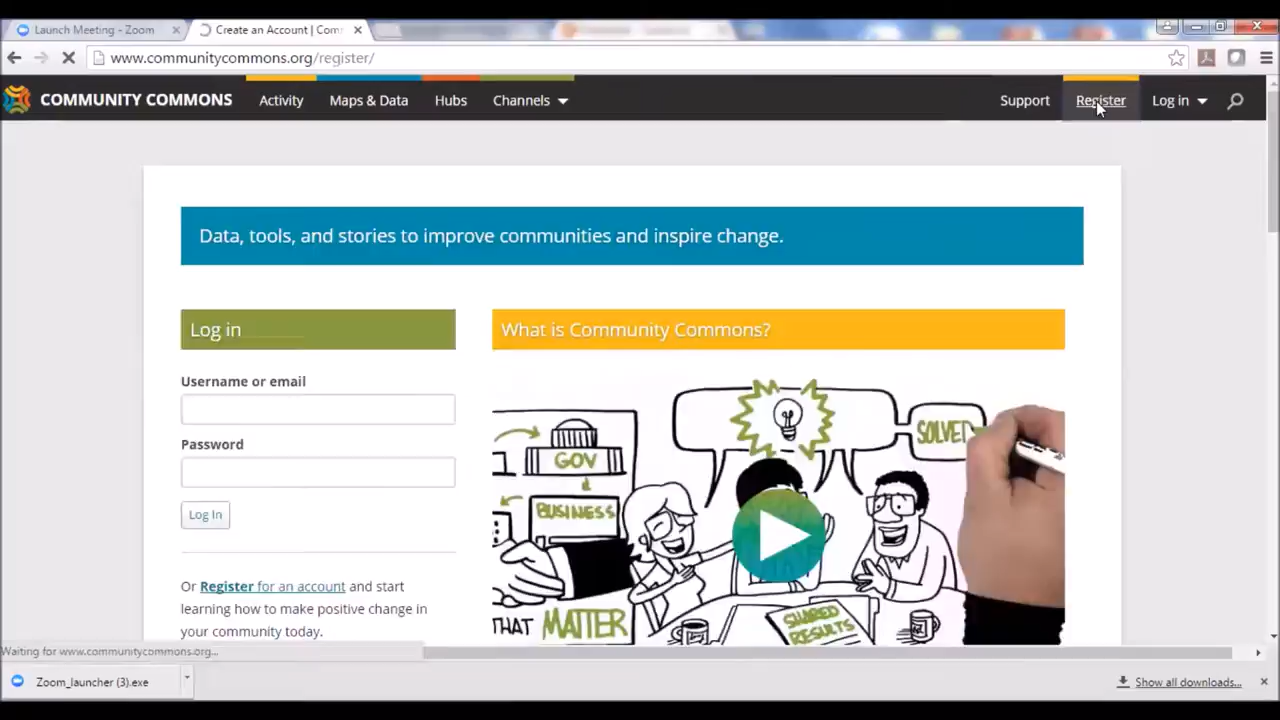 Launch Meeting - Zoom
Create an Account | Com
www.communitycommons.org/register/
COMMUNITY COMMONS
Activity
Maps & Data
Hubs
Channels
Support
Register
Log in
Data, tools, and stories to improve communities and inspire change.
Log in
What is Community Commons?
Username or email
Password
Log In
Or Register for an account and start
learning how to make positive change in
your community today.
GOV
BUSINESS
THAT MATTER
SOLVED
SHARED
RESULTS
Waiting for www.communitycommons.org...
Zoom_launcher (3).exe
Show all downloads...